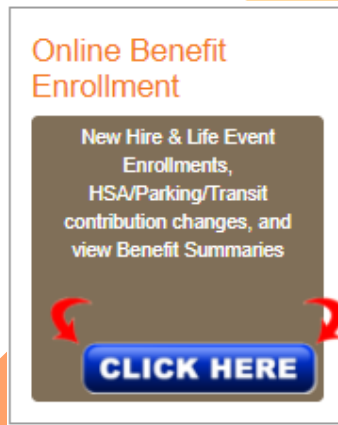 Online Benefit
Enrollment
New Hire & Life Event
Enrollments,
HSA/Parking/Transit
contribution changes, and
view Benefit Summaries
CLICK HERE